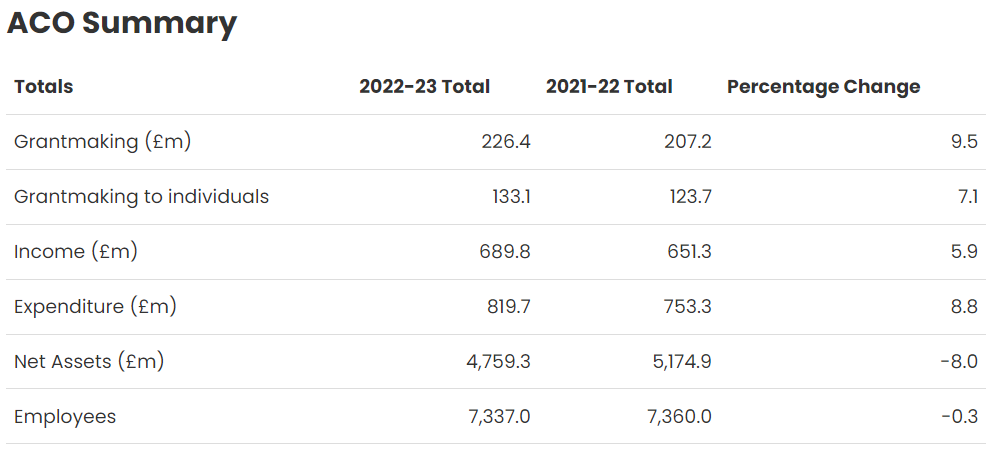 ACO Summary
Totals 2022-23 Total 2021-22 Total Percentage Change
Grantmaking (£m) 226.4 207.2 9.5
Grantmaking to individuals 133.1 123.7 7.1
Income (£m) 689.8 651.3 5.9
Expenditure (£m) 819.7 753.3 8.8
Net Assets (£m) 4,759.3 5,174.9 -8.0
Employees 7,337.0 7,360.0 -0.3